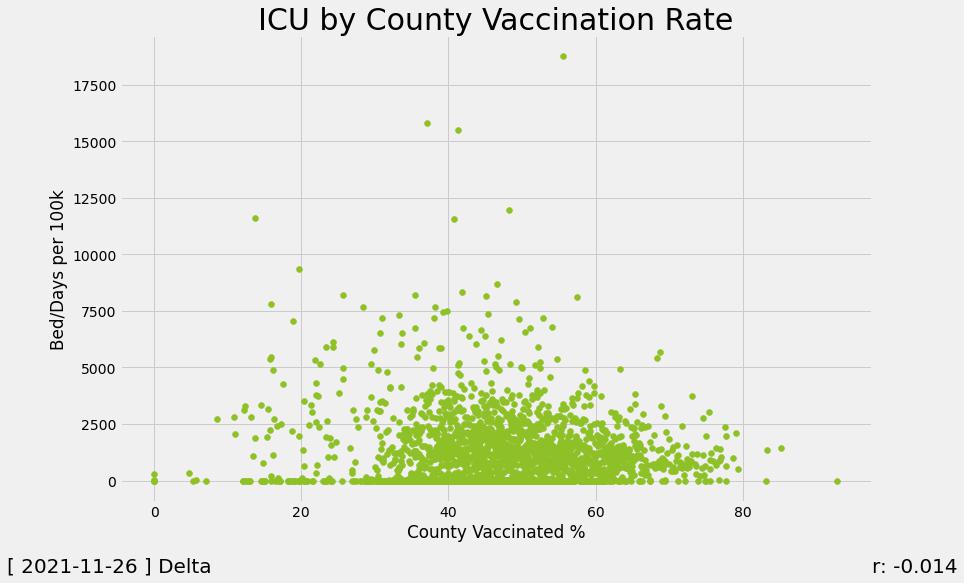 ICU by County Vaccination Rate
17500
15000
12500
10000
7500
5000
2500
0
Bed/Days per 100k
0 20 40 60 80
County Vaccinated %
[ 2021-11-26 ] Delta
r: -0.014